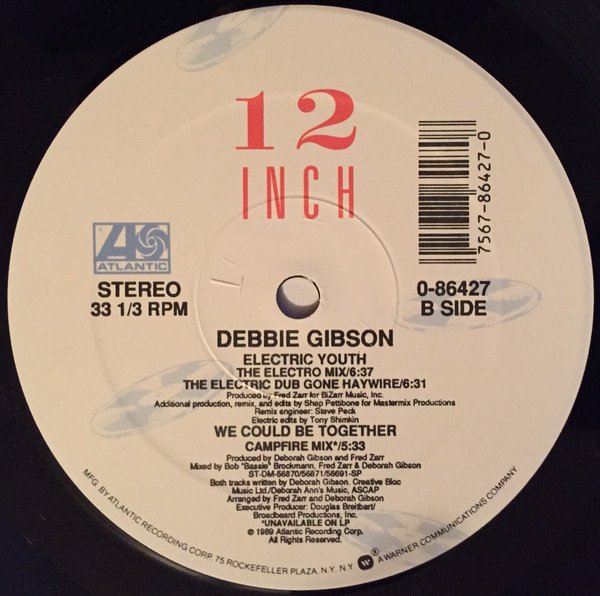 12
INCH
7567-86427-0
ATLANTIC
STEREO
33 1/3 RPM
0-86427
B SIDE
DEBBIE GIBSON
ELECTRIC YOUTH
THE ELECTRO MIX/6:37
THE ELECTRIC DUB GONE HAYWIRE/6:31
Produced by Fred Zarr for BiZarr Music, Inc.
Additional production, remix, and edits by Shep Pettibone for Mastermix Productions
Remix engineer: Steve Peck
Electric edits by Tony Shimkin
WE COULD BE TOGETHER
CAMPFIRE MIX*/5:33
Produced by Deborah Gibson and Fred Zarr
Mixed by Bob "Bassie" Brockmann, Fred Zarr & Deborah Gibson
ST-DM-56870/56871/56691-SP
Both tracks written by Deborah Gibson. Creative Bloc
Music Ltd./Deborah Ann's Music, ASCAP
Arranged by Fred Zarr and Deborah Gibson
Executive Producer: Douglas Breitbart/
Broadbeard Productions, Inc.
*UNAVAILABLE ON LP
© 1989 Atlantic Recording Corp.
All Rights Reserved.
MFG. BY ATLANTIC RECORDING CORP. 75 ROCKEFELLER PLAZA, N.Y. N.Y. ® A WARNER COMMUNICATIONS COMPANY